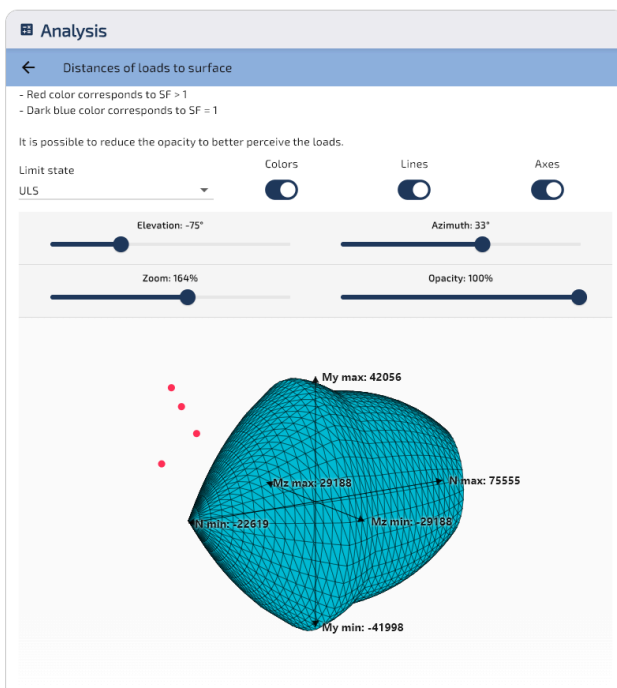 Analysis
Distances of loads to surface
- Red color corresponds to SF > 1
- Dark blue color corresponds to SF = 1
It is possible to reduce the opacity to better perceive the loads.
Limit state
Colors
Lines
Axes
ULS
Elevation: -75°
Azimuth: 33°
Zoom: 164%
Opacity: 100%
My max: 42056
Mz max: 29188
N max: 75555
N min: -22619
Mz min: -29188
My min: -41998